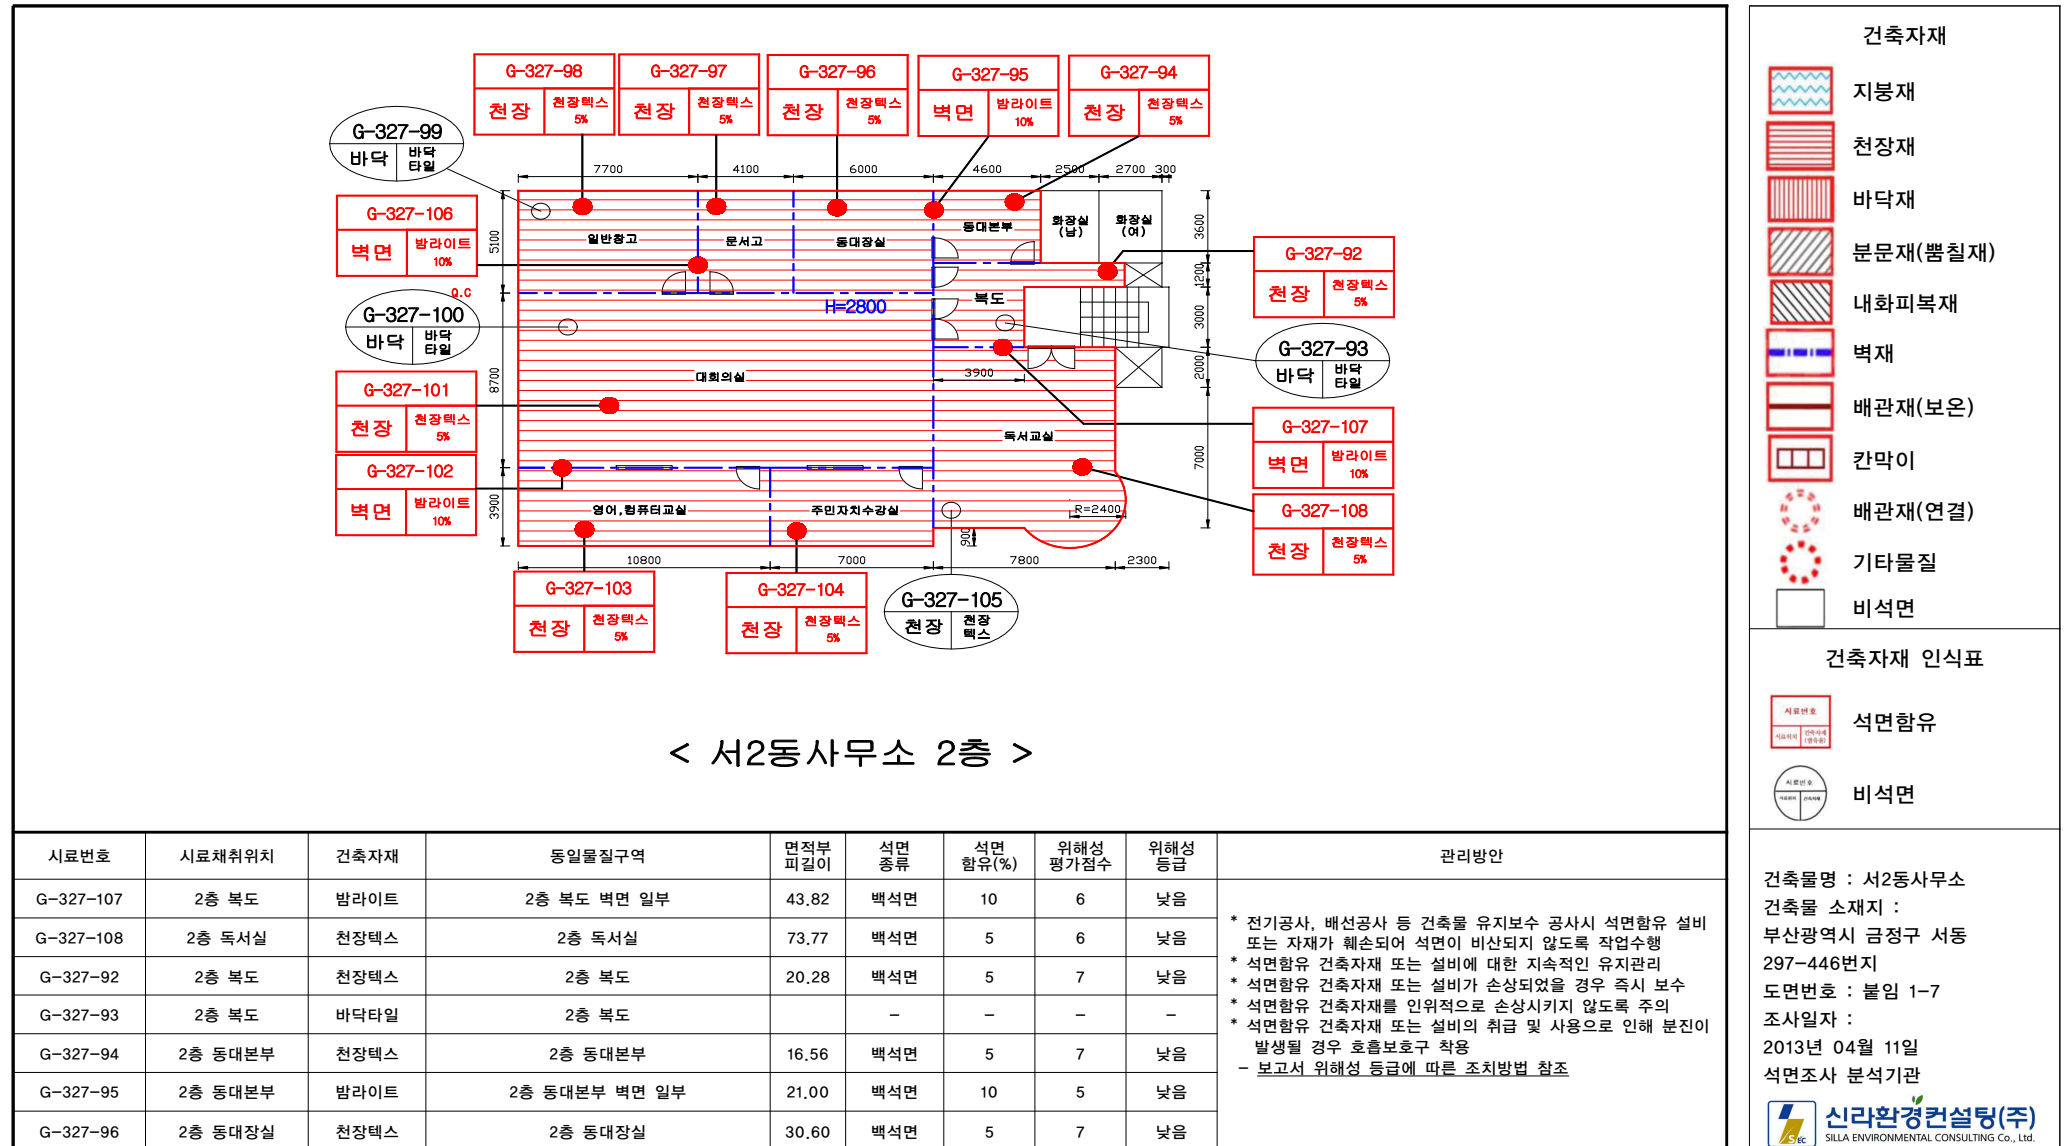 G-327-98
천장
천장텍스
5%
G-327-97
천장
천장텍스
5%
G-327-96
천장
천장텍스
5%
G-327-95
벽면
밤라이트
10%
G-327-94
천장
천장텍스
5%
G-327-99
바닥
바닥
타일
7700
4100
6000
4600
2500
2700
300
G-327-106
벽면
밤라이트
10%
Q.C
5100
8700
3900
일반창고
문서고
동대장실
동대본부
화장실
(남)
화장실
(여)
3600
1200
3000
2000
7000
G-327-92
천장
천장텍스
5%
G-327-100
바닥
바닥
타일
H=2800
복도
G-327-93
바닥
바닥
타일
G-327-101
천장
천장텍스
5%
대회의실
3900
독서교실
G-327-107
벽면
밤라이트
10%
G-327-102
벽면
밤라이트
10%
영어,컴퓨터교실
주민자치수강실
R=2400
900
G-327-108
천장
천장텍스
5%
10800
7000
7800
2300
G-327-103
천장
천장텍스
5%
G-327-104
천장
천장텍스
5%
G-327-105
천장
천장
텍스
< 서2동사무소 2층 >
시료번호 시료채취위치 건축자재 동일물질구역 면적부피길이 석면종류 석면함유(%) 위해성평가점수 위해성등급 관리방안
G-327-107 2층 복도 밤라이트 2층 복도 벽면 일부 43.82 백석면 10 6 낮음
G-327-108 2층 독서실 천장텍스 2층 독서실 73.77 백석면 5 6 낮음
G-327-92 2층 복도 천장텍스 2층 복도 20.28 백석면 5 7 낮음
G-327-93 2층 복도 바닥타일 2층 복도 - - - -
G-327-94 2층 동대본부 천장텍스 2층 동대본부 16.56 백석면 5 7 낮음
G-327-95 2층 동대본부 밤라이트 2층 동대본부 벽면 일부 21.00 백석면 10 5 낮음
G-327-96 2층 동대장실 천장텍스 2층 동대장실 30.60 백석면 5 7 낮음
* 전기공사, 배선공사 등 건축물 유지보수 공사시 석면함유 설비
또는 자재가 훼손되어 석면이 비산되지 않도록 작업수행
* 석면함유 건축자재 또는 설비에 대한 지속적인 유지관리
* 석면함유 건축자재 또는 설비가 손상되었을 경우 즉시 보수
* 석면함유 건축자재를 인위적으로 손상시키지 않도록 주의
* 석면함유 건축자재 또는 설비의 취급 및 사용으로 인해 분진이
발생될 경우 호흡보호구 착용
- 보고서 위해성 등급에 따른 조치방법 참조
건축자재
지붕재
천장재
바닥재
분문재(뿜칠재)
내화피복재
벽재
배관재(보온)
칸막이
배관재(연결)
기타물질
비석면
건축자재 인식표
시료번호
시료위치
건축자재
(함유율)
석면함유
시료번호
시료위치
건축자재
비석면
건축물명 : 서2동사무소
건축물 소재지 :
부산광역시 금정구 서동
297-446번지
도면번호 : 붙임 1-7
조사일자 :
2013년 04월 11일
석면조사 분석기관
SEC
신라환경컨설팅(주)
SILLA ENVIRONMENTAL CONSULTING Co., Ltd.